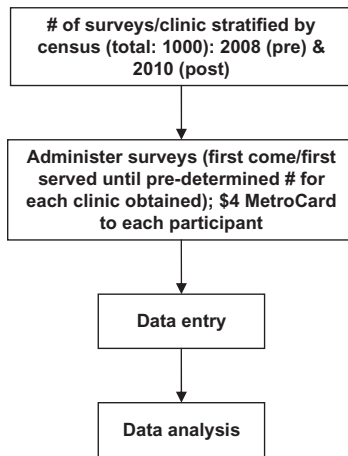 # of surveys/clinic stratified by
census (total: 1000): 2008 (pre) &
2010 (post)
Administer surveys (first come/first
served until pre-determined # for
each clinic obtained); $4 MetroCard
to each participant
Data entry
Data analysis